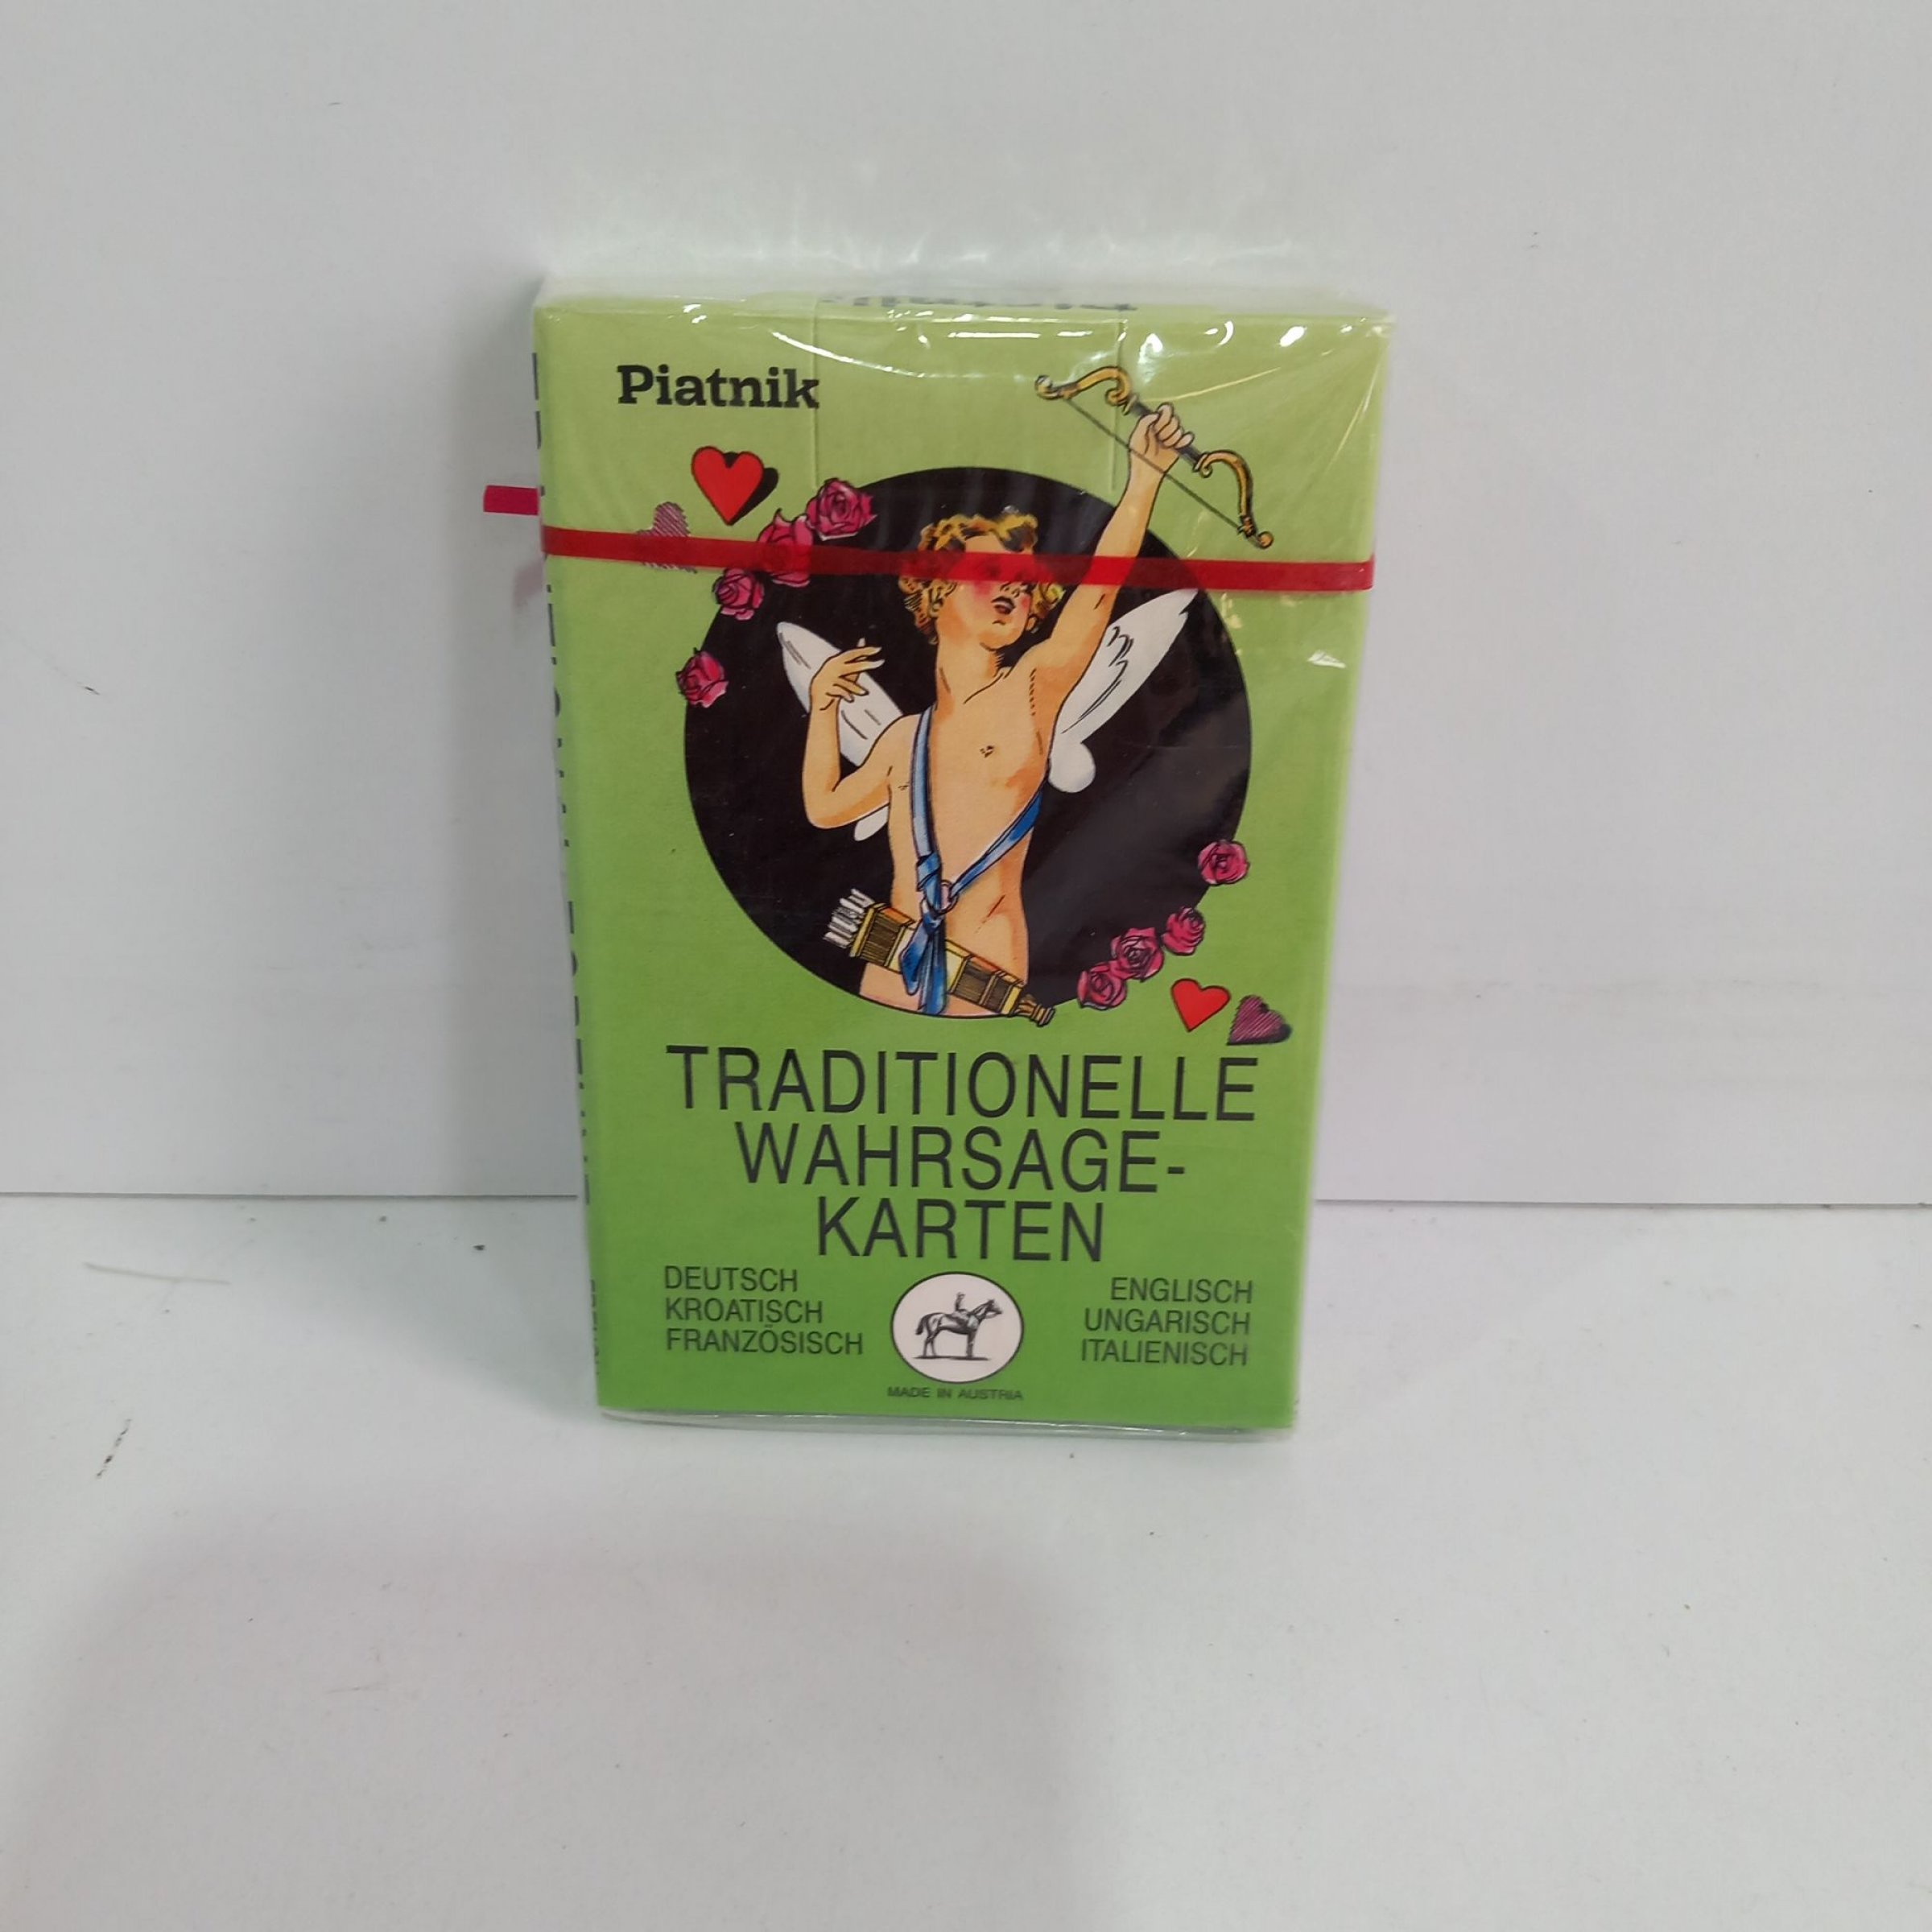 Piatnik
TRADITIONELLE
WAHRSAGE-
KARTEN
DEUTSCH
KROATISCH
FRANZÖSISCH
ENGLISCH
UNGARISCH
ITALIENISCH
MADE IN AUSTRIA